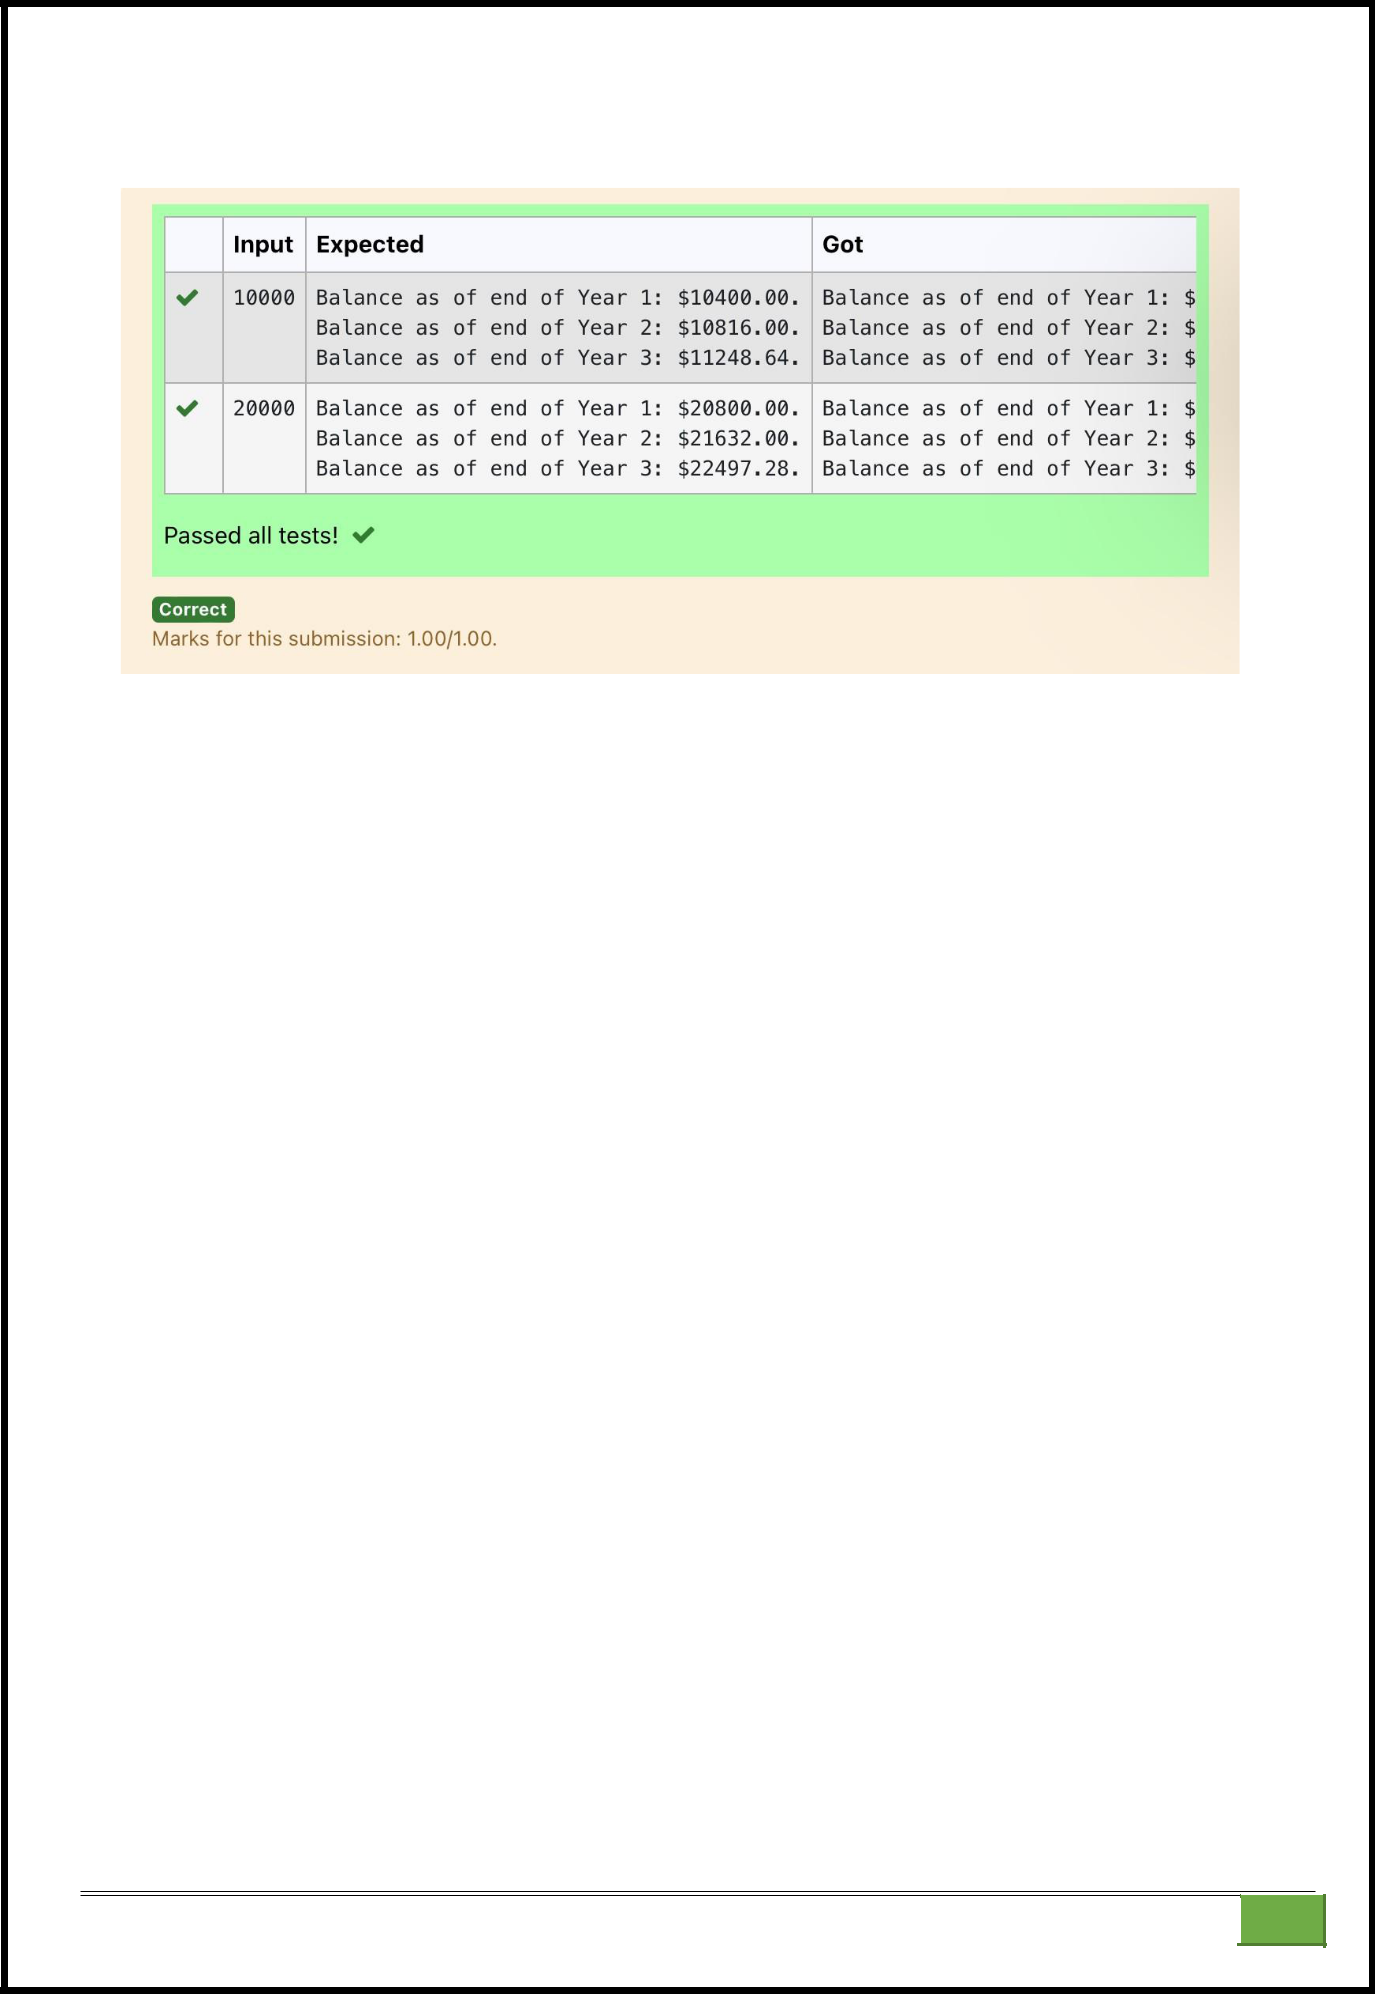 Input Expected Got
10000 Balance as of end of Year 1: $10400.00. Balance as of end of Year 1: $
Balance as of end of Year 2: $10816.00. Balance as of end of Year 2: $
Balance as of end of Year 3: $11248.64. Balance as of end of Year 3: $
20000 Balance as of end of Year 1: $20800.00. Balance as of end of Year 1: $
Balance as of end of Year 2: $21632.00. Balance as of end of Year 2: $
Balance as of end of Year 3: $22497.28. Balance as of end of Year 3: $
Passed all tests!
Correct
Marks for this submission: 1.00/1.00.